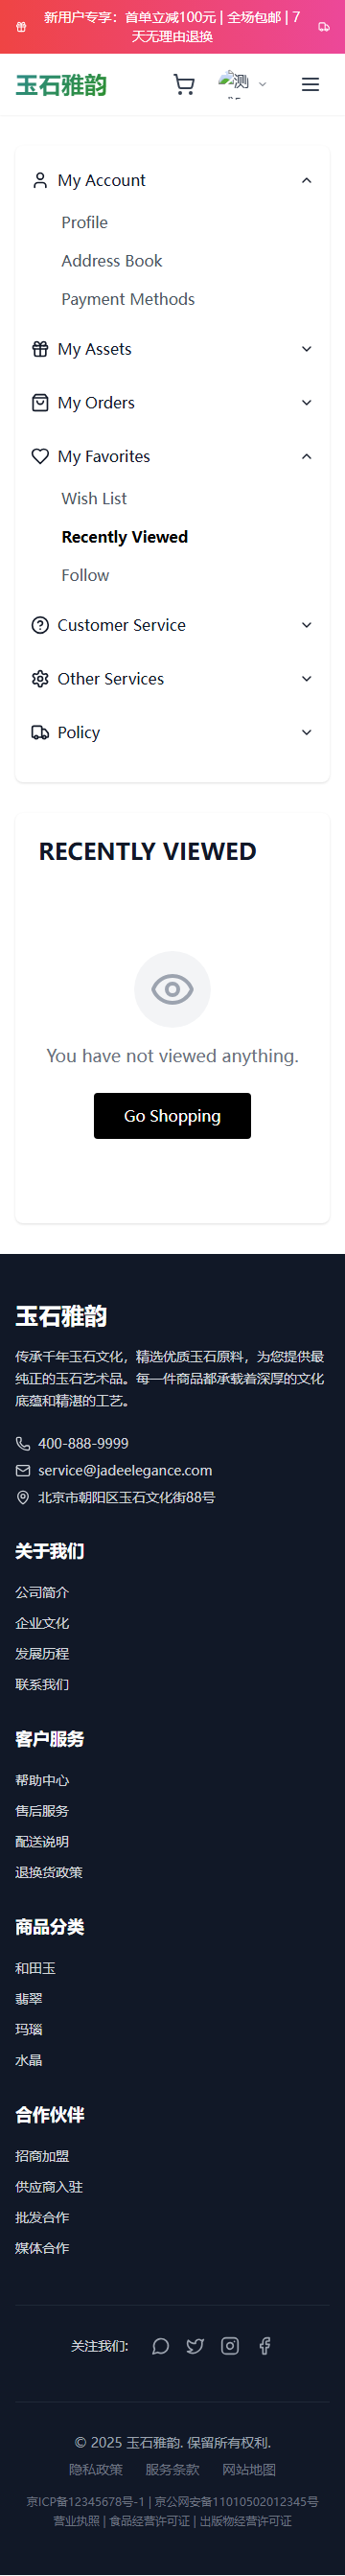 新用户专享：首单立减100元 | 全场包邮 | 7
天无理由退换
玉石雅韵
My Account
Profile
Address Book
Payment Methods
My Assets
My Orders
My Favorites
Wish List
Recently Viewed
Follow
Customer Service
Other Services
Policy
RECENTLY VIEWED
You have not viewed anything.
Go Shopping
玉石雅韵
传承千年玉石文化，精选优质玉石原料，为您提供最
纯正的玉石艺术品。每一件商品都承载着深厚的文化
底蕴和精湛的工艺。
400-888-9999
service@jadeelegance.com
北京市朝阳区玉石文化街88号
关于我们
公司简介
企业文化
发展历程
联系我们
客户服务
帮助中心
售后服务
配送说明
退换货政策
商品分类
和田玉
翡翠
玛瑙
水晶
合作伙伴
招商加盟
供应商入驻
批发合作
媒体合作
关注我们:
© 2025 玉石雅韵. 保留所有权利.
隐私政策 服务条款 网站地图
京ICP备12345678号-1 | 京公网安备11010502012345号
营业执照 | 食品经营许可证 | 出版物经营许可证